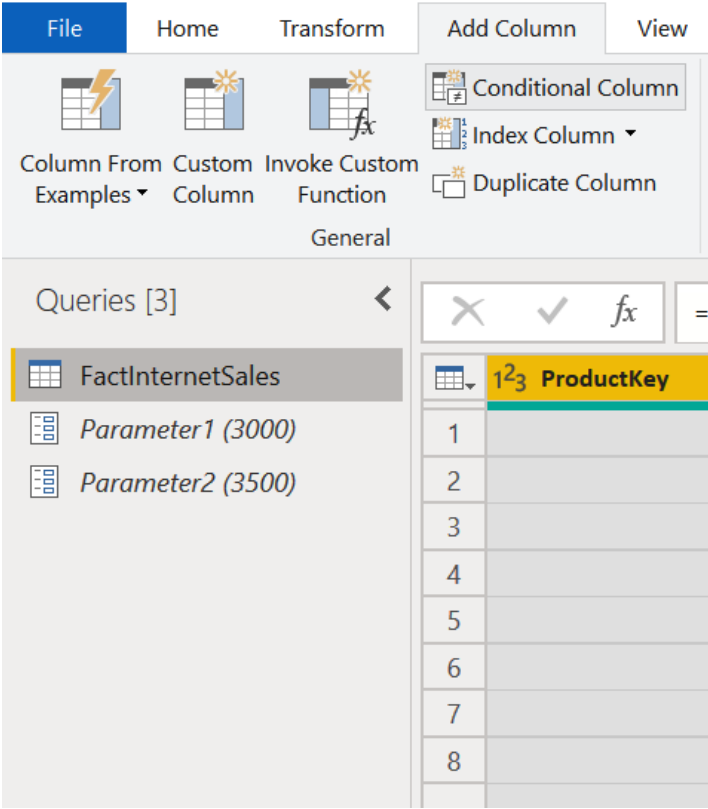 File Home Transform Add Column View
Column From Examples
Custom Column
Invoke Custom Function
Conditional Column
Index Column
Duplicate Column
General
Queries [3]
fx =
FactInternetSales
Parameter1 (3000)
Parameter2 (3500)
123 ProductKey
1
2
3
4
5
6
7
8